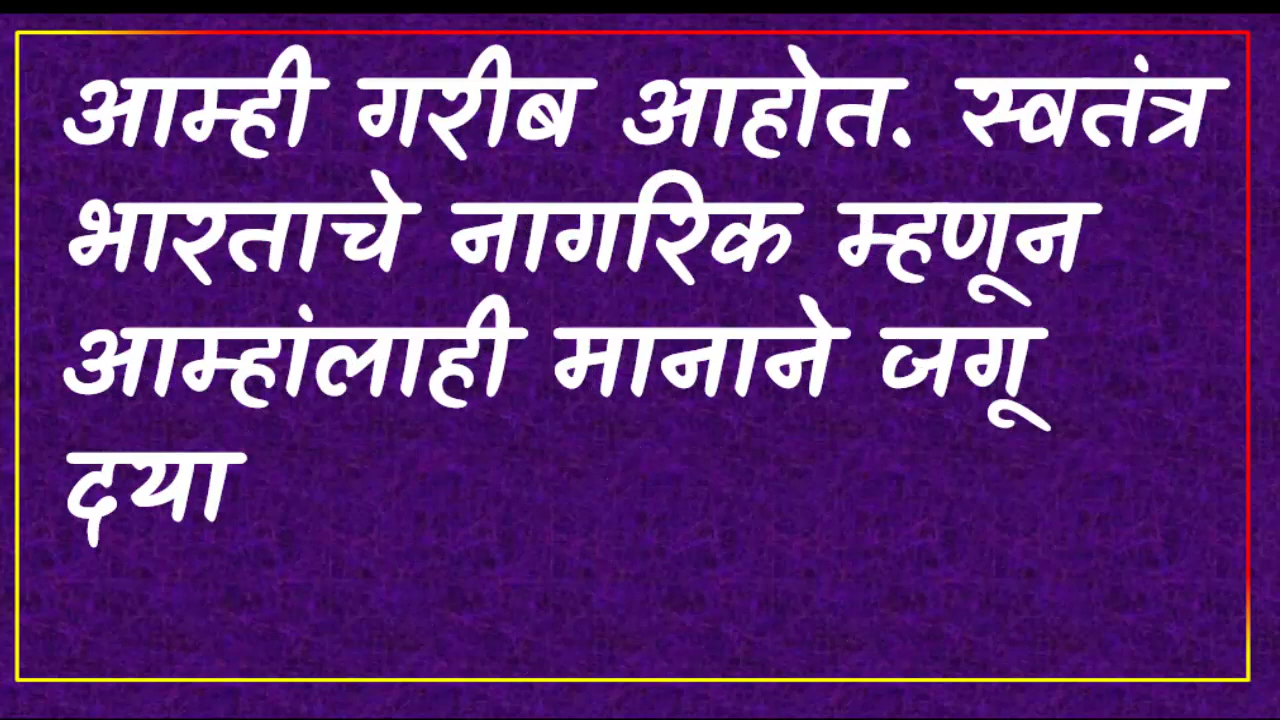 आम्ही गरीब आहोत. स्वतंत्र
भारताचे नागरिक म्हणून
आम्हांलाही मानाने जगू
दया